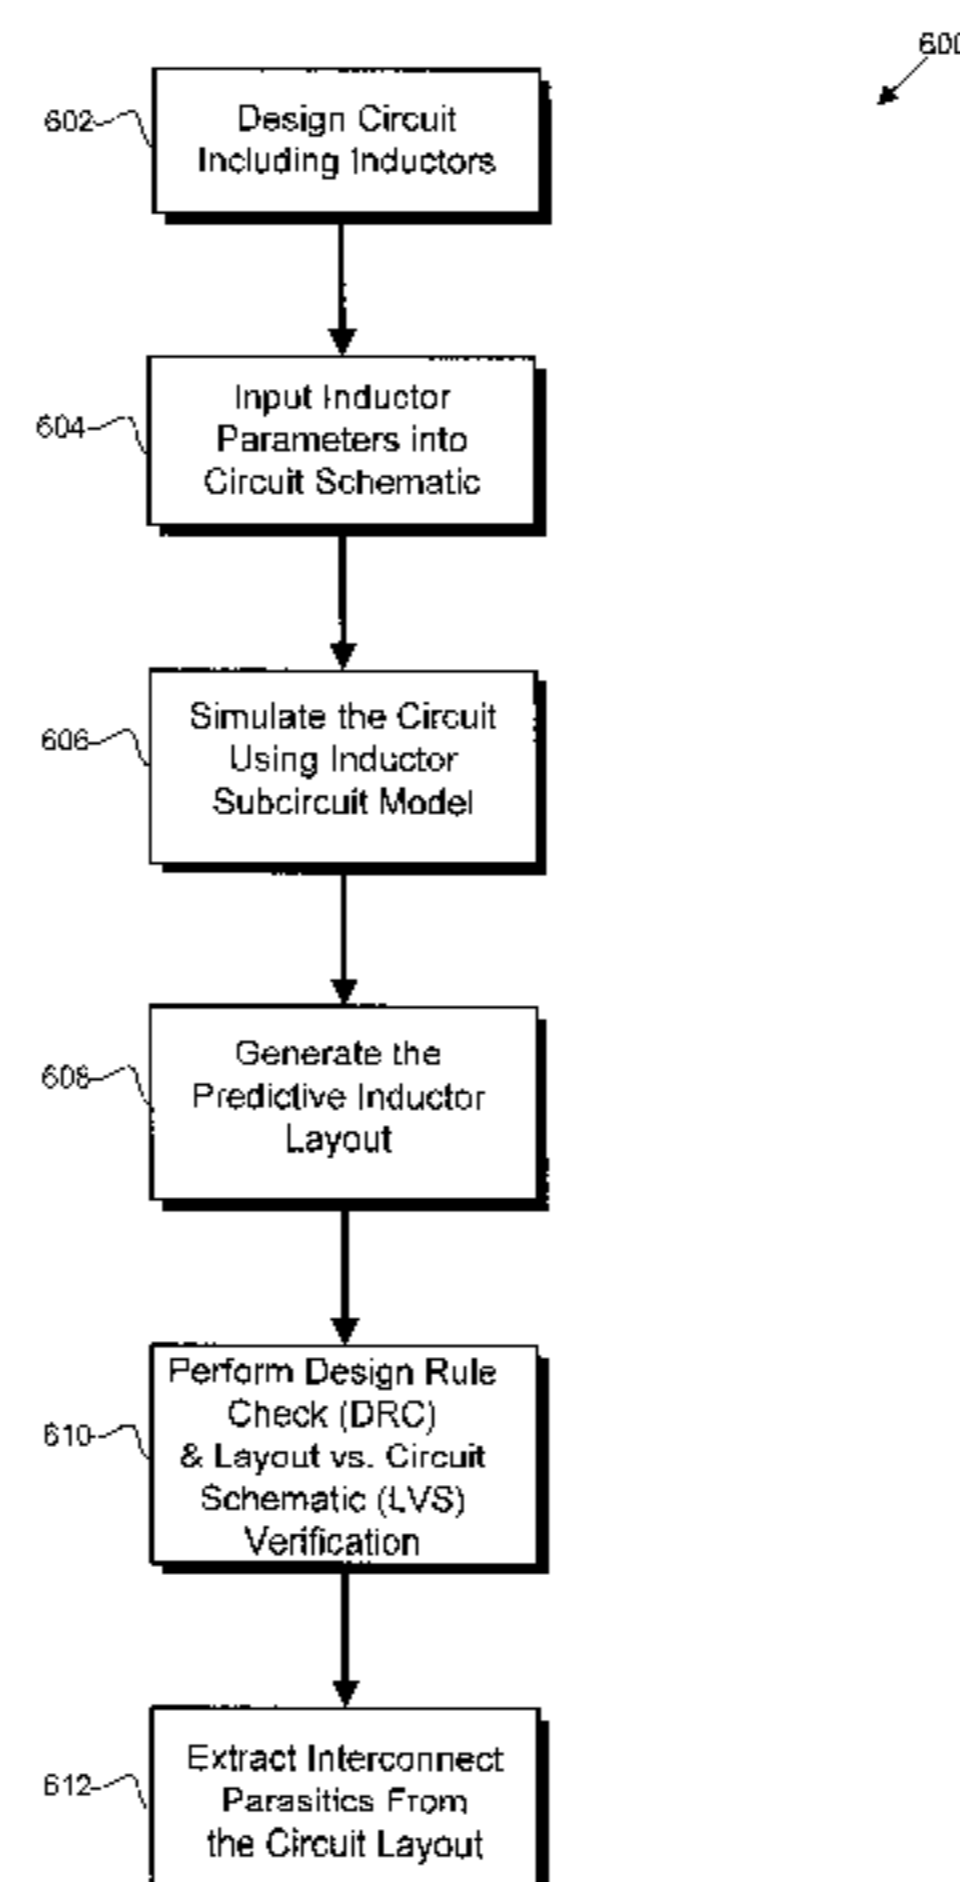 600
602
Design Circuit
Including Inductors
604
Input Inductor
Parameters into
Circuit Schematic
606
Simulate the Circuit
Using Inductor
Subcircuit Model
608
Generate the
Predictive Inductor
Layout
610
Perform Design Rule
Check (DRC)
& Layout vs. Circuit
Schematic (LVS)
Verification
612
Extract Interconnect
Parasitics From
the Circuit Layout